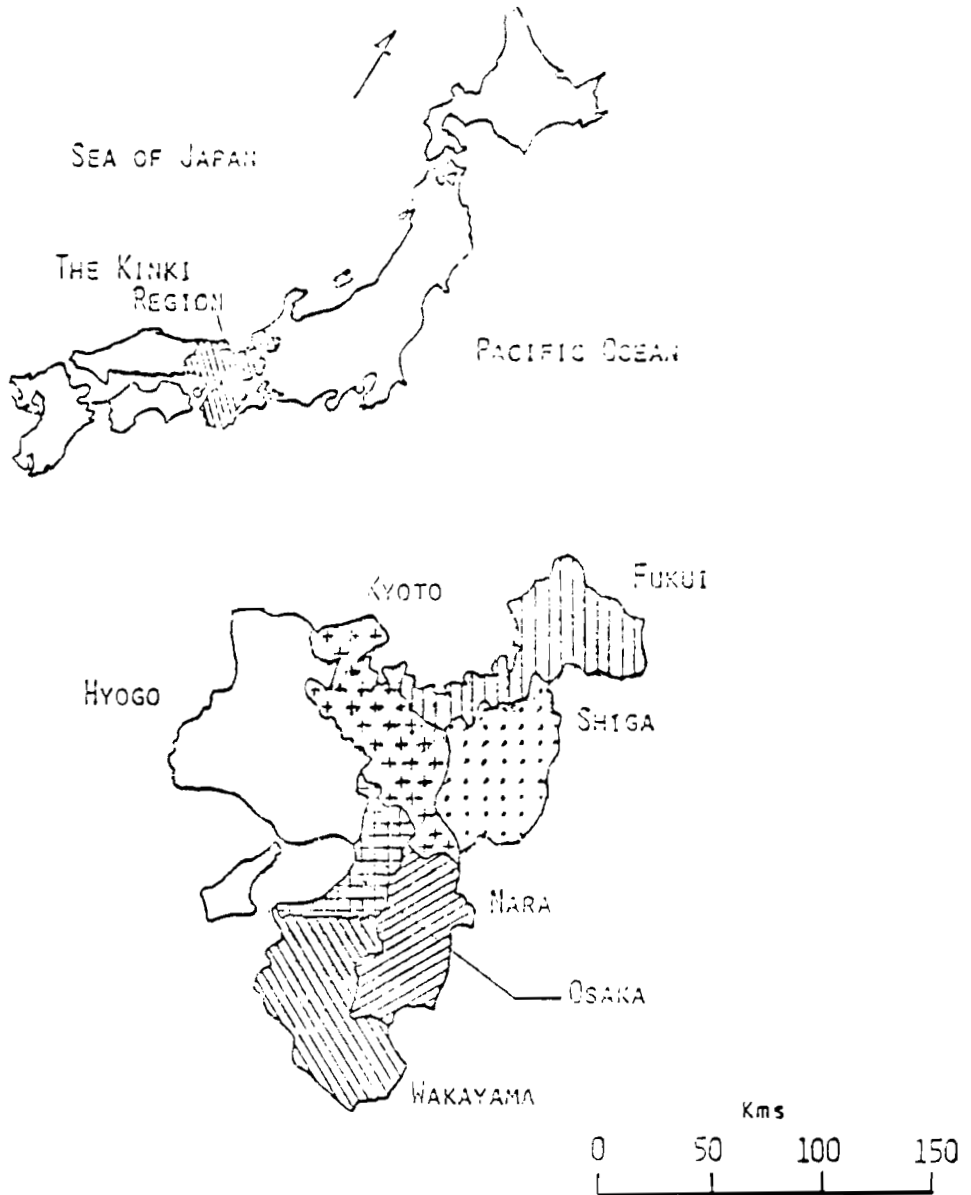 SEA OF JAPAN
THE KINKI
REGION
PACIFIC OCEAN
KYOTO
FUKUI
HYOGO
SHIGA
NARA
OSAKA
WAKAYAMA
Kms
0 50 100 150